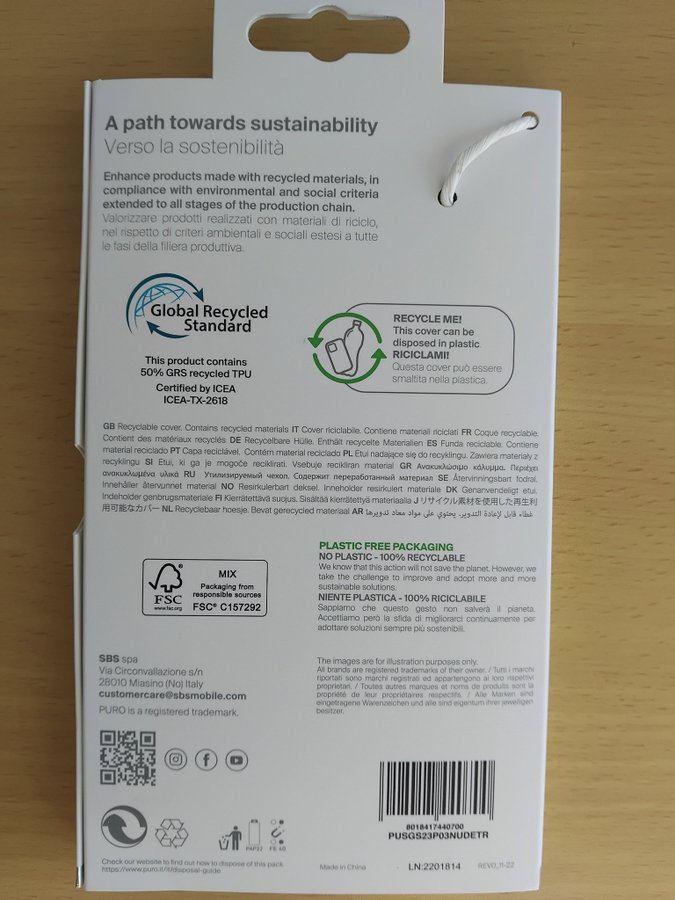 A path towards sustainability
Verso la sostenibilità
Enhance products made with recycled materials, in
compliance with environmental and social criteria
extended to all stages of the production chain.
Valorizzare prodotti realizzati con materiali di riciclo,
nel rispetto di criteri ambientali e sociali estesi a tutte
le fasi della filiera produttiva.
Global Recycled
Standard
This product contains
50% GRS recycled TPU
Certified by ICEA
ICEA-TX-2618
RECYCLE ME!
This cover can be
disposed in plastic
RICICLAMI!
Questa cover può essere
smaltita nella plastica.
GB Recyclable cover. Contains recycled materials IT Cover riciclabile. Contiene materiali riciclati FR Coque recyclable.
Contient des matériaux recyclés DE Recycelbare Hülle. Enthält recycelte Materialien ES Funda reciclable. Contiene
material reciclado PT Capa reciclável. Contém material reciclado PL Etui nadające się do recyklingu. Zawiera materiały z
recyklingu SI Etui, ki ga je mogoče reciklirati. Vsebuje recikliran material GR Ανακυκλώσιμο κάλυμμα. Περιέχει
ανακυκλωμένα υλικά RU Утилизируемый чехол. Содержит переработанный материал SE Återvinningsbart fodral.
Innehåller återvunnet material NO Resirkulerbart deksel. Inneholder resirkulert materiale DK Genanvendeligt etui.
Indeholder genbrugsmateriale FI Kierrätettävä suojus. Sisältää kierrätettyä materiaalia J リサイクル素材を使用した再生利
用可能なカバー NL Recyclebaar hoesje. Bevat gerecycled materiaal AR غطاء قابل لإعادة التدوير. يحتوي على مواد معاد تدويرها
FSC
www.fsc.org
MIX
Packaging from
responsible sources
FSC® C157292
PLASTIC FREE PACKAGING
NO PLASTIC - 100% RECYCLABLE
We know that this action will not save the planet. However, we
take the challenge to improve and adopt more and more
sustainable solutions.
NIENTE PLASTICA - 100% RICICLABILE
Sappiamo che questo gesto non salverà il pianeta.
Accettiamo però la sfida di migliorarci continuamente per
adottare soluzioni sempre più sostenibili.
SBS spa
Via Circonvallazione s/n
28010 Miasino (No) Italy
customercare@sbsmobile.com
PURO is a registered trademark.
The images are for illustration purposes only.
All brands are registered trademarks of their owner. / Tutti i marchi
riportati sono marchi registrati ed appartengono ai loro rispettivi
proprietari. / Toutes autres marques et noms de produits sont la
propriété de leur propriétaires respectifs. / Alle Marken sind
eingetragene Warenzeichen und alle sind eigentum ihrer jeweiligen
besitzer.
PAP22
FE 40
8018417440700
PUSGS23P03NUDETR
Check our website to find out how to dispose of this pack.
https://www.puro.it/it/disposal-guide
Made in China
LN:2201814
REV0_11-22